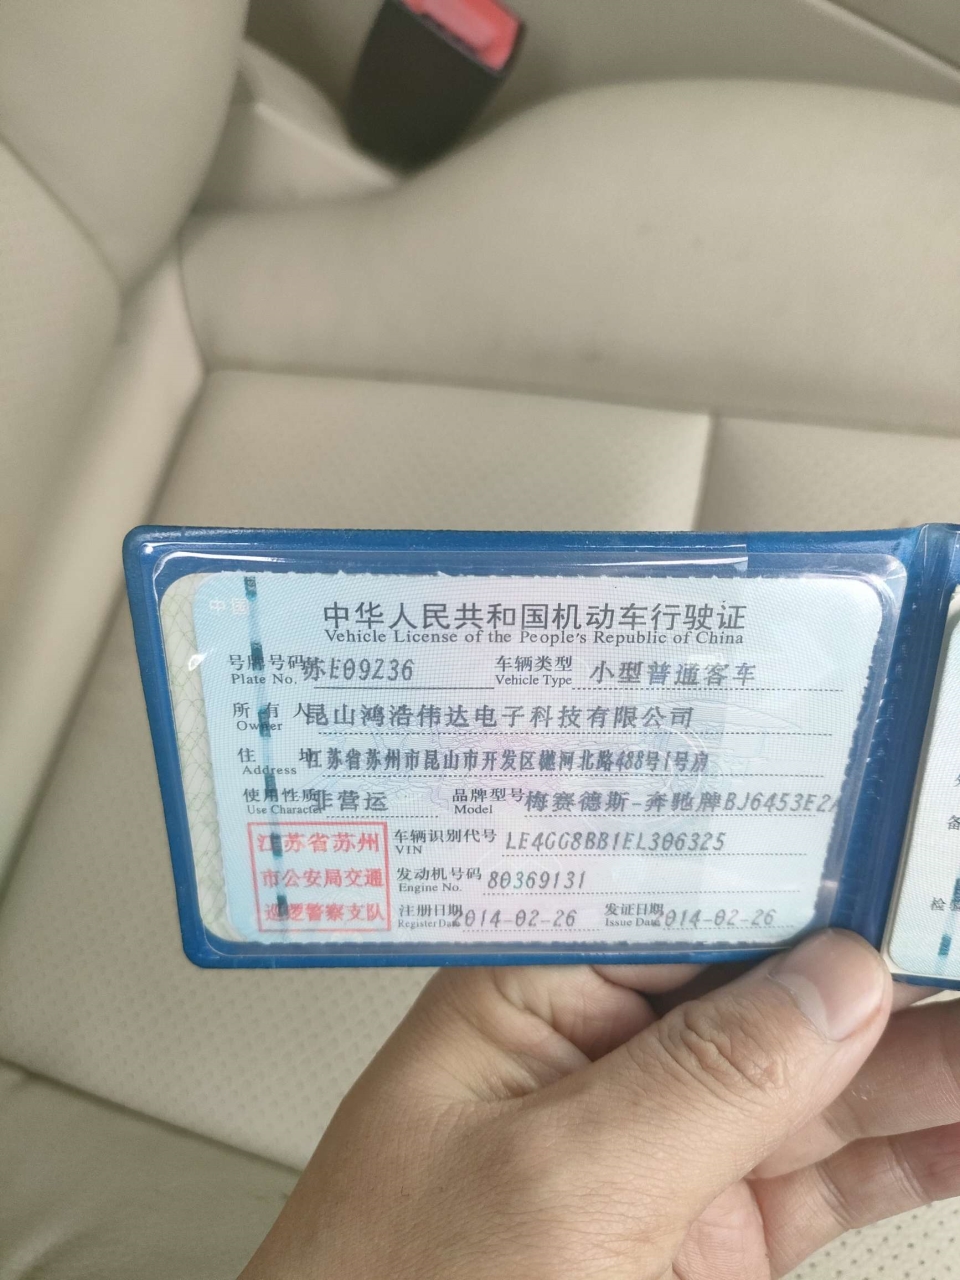 中国
中华人民共和国机动车行驶证
Vehicle License of the People's Republic of China
号牌号码 苏E09Z36 车辆类型 小型普通客车
Plate No. Vehicle Type
所有人 昆山鸿浩伟达电子科技有限公司
Owner
住 址 江苏省苏州市昆山市开发区樾河北路488号1号房
Address
使用性质 非营运 品牌型号 梅赛德斯-奔驰牌BJ6453E2A
Use Character Model
江苏省苏州
市公安局交通
巡逻警察支队
车辆识别代号 LE4GG8BB1EL306325
VIN
发动机号码 80369131
Engine No.
注册日期 2014-02-26 发证日期 2014-02-26
Register Date Issue Date
备
检